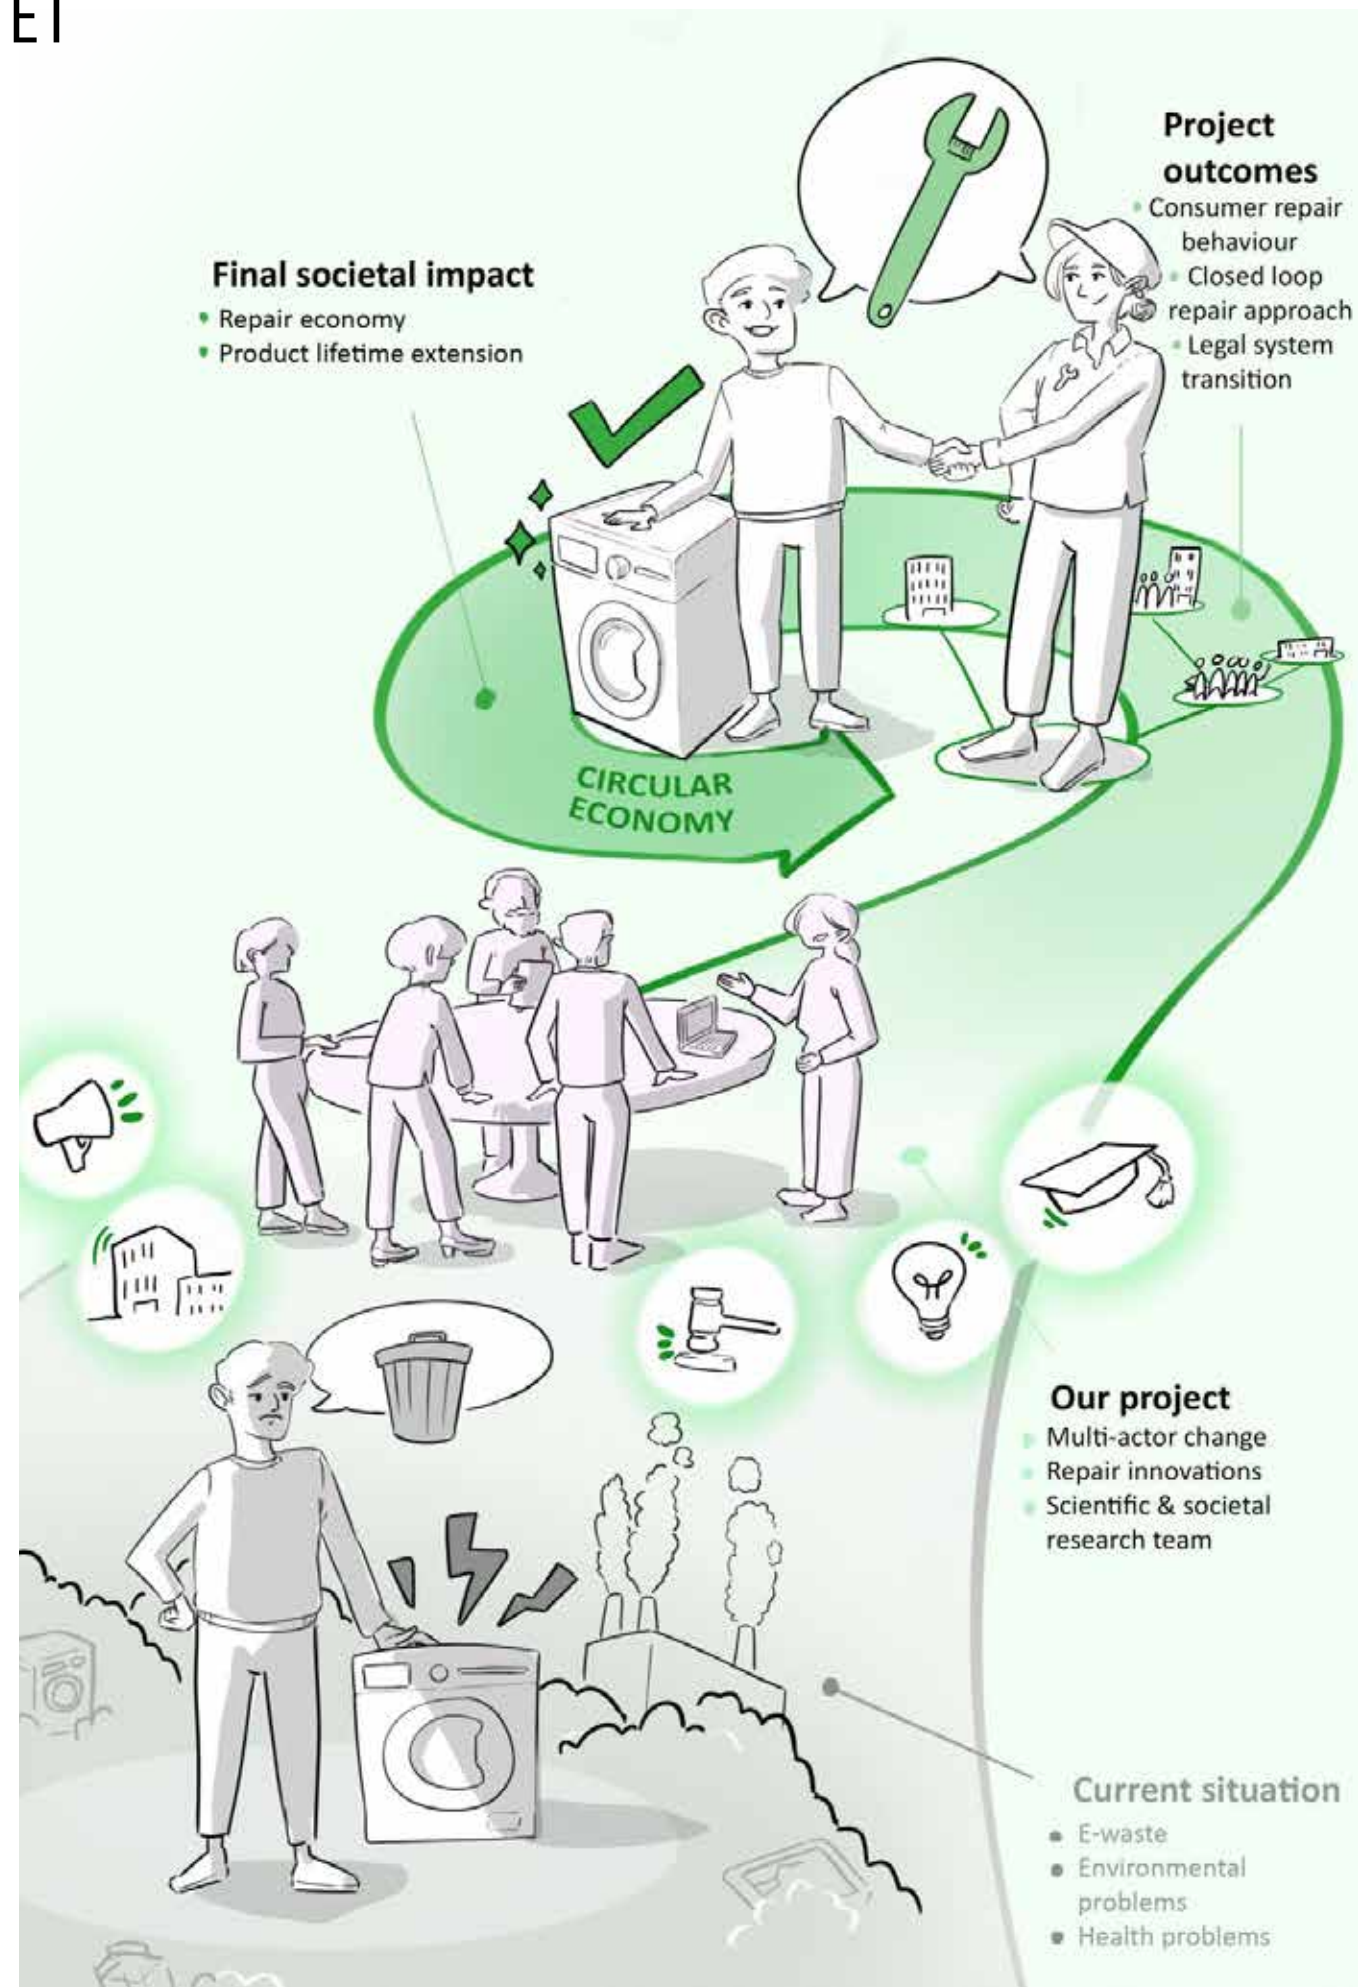 Project
outcomes
Consumer repair
behaviour
Closed loop
repair approach
Legal system
transition
Final societal impact
Repair economy
Product lifetime extension
CIRCULAR
ECONOMY
Our project
Multi-actor change
Repair innovations
Scientific & societal
research team
Current situation
E-waste
Environmental
problems
Health problems